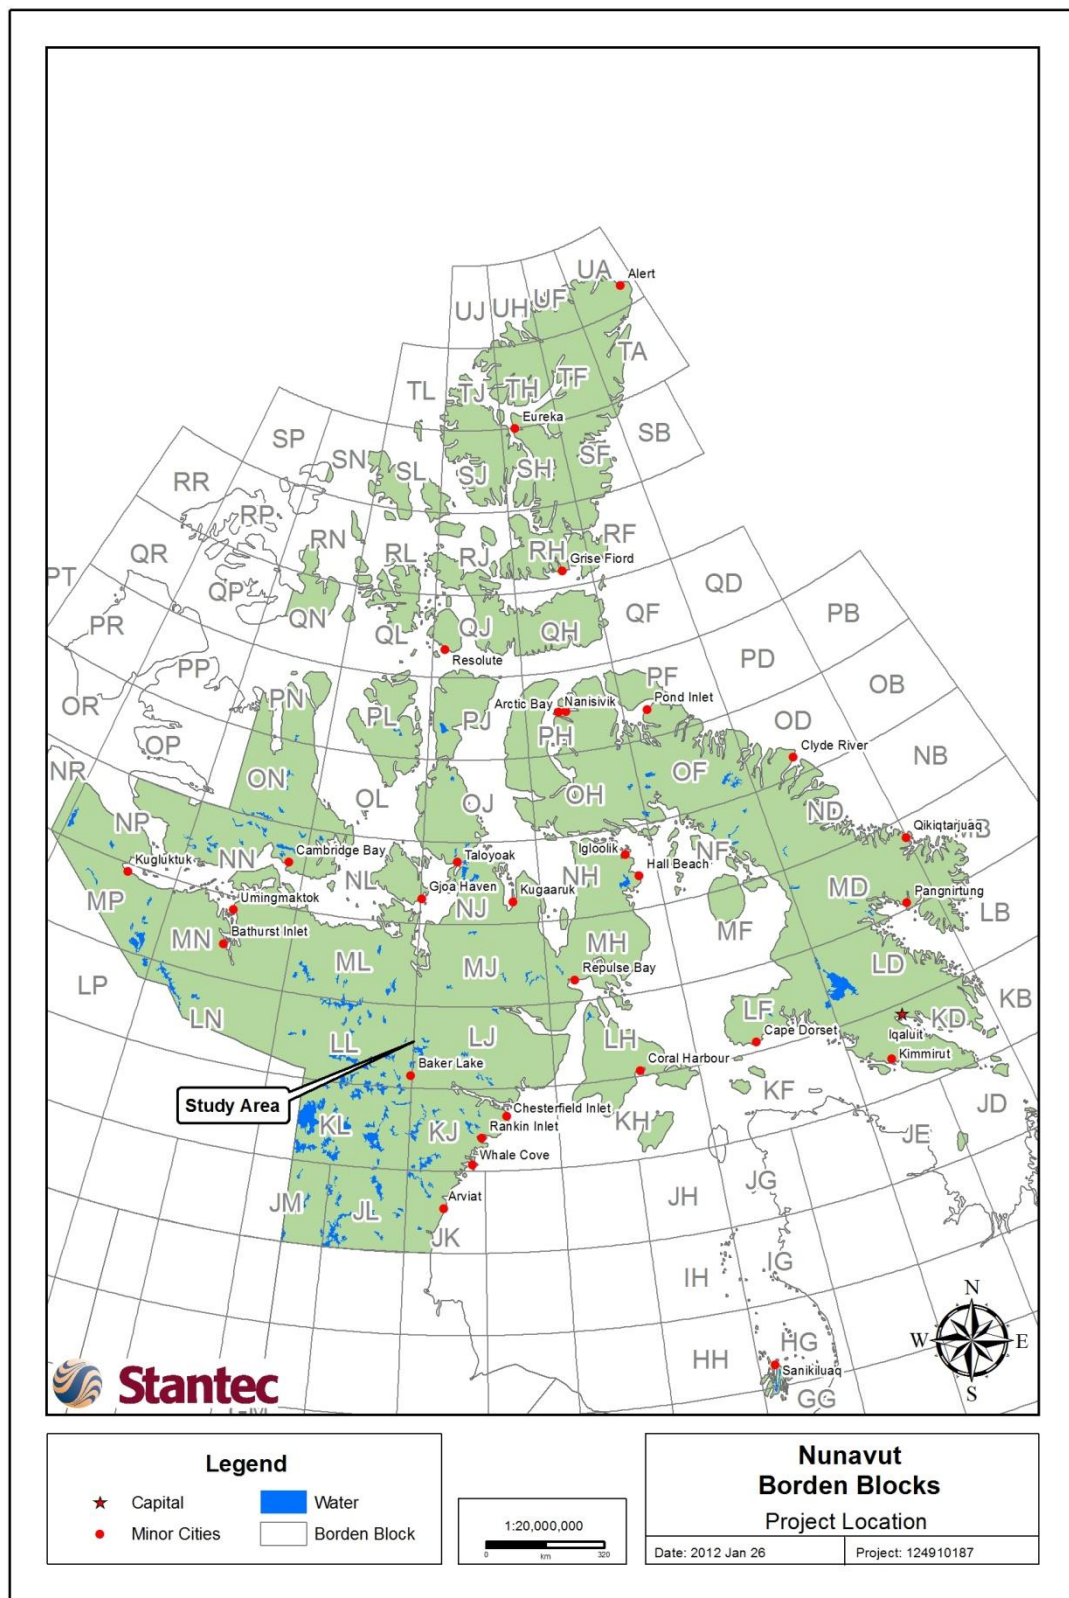 UA
Alert
UF
UH
UJ
TA
TF
TH
TJ
TL
Eureka
SB
SF
SH
SJ
SL
SN
SP
RR
RP
RN
RL
RJ
RH
RF
Grise Fiord
QR
QP
QN
QL
QJ
QH
QF
QD
Resolute
PT
PR
PP
PN
PL
PJ
PH
PF
PD
PB
Arctic Bay
Nanisivik
Pond Inlet
OR
OP
ON
OL
OJ
OH
OF
OD
OB
Clyde River
NR
NP
NN
NL
NJ
NH
NF
ND
NB
Kugluktuk
Cambridge Bay
Taloyoak
Gjoa Haven
Kugaaruk
Igloolik
Hall Beach
Qikiqtarjuaq
MB
MP
MN
ML
MJ
MH
MF
MD
Umingmaktok
Bathurst Inlet
Repulse Bay
Pangnirtung
LB
LP
LN
LL
LJ
LH
LF
LD
Baker Lake
Coral Harbour
Cape Dorset
Iqaluit
Kimmirut
KB
KD
Study Area
KL
KJ
KH
KF
Chesterfield Inlet
Rankin Inlet
Whale Cove
Arviat
JM
JL
JK
JH
JG
JE
JD
IH
IG
HH
HG
Sanikiluaq
GG
N
W
E
S
Stantec
Legend
Capital
Minor Cities
Water
Borden Block
1:20,000,000
0
km
320
Nunavut
Borden Blocks
Project Location
Date: 2012 Jan 26
Project: 124910187